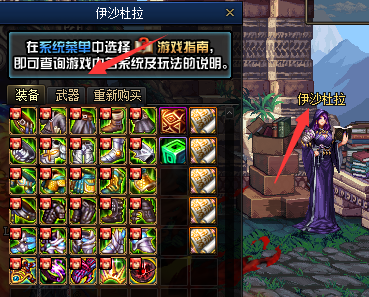 伊沙杜拉
在系统菜单中选择 游戏指南,
即可查询游戏内各系统及玩法的说明。
装备 武器 重新购买
伊沙杜拉